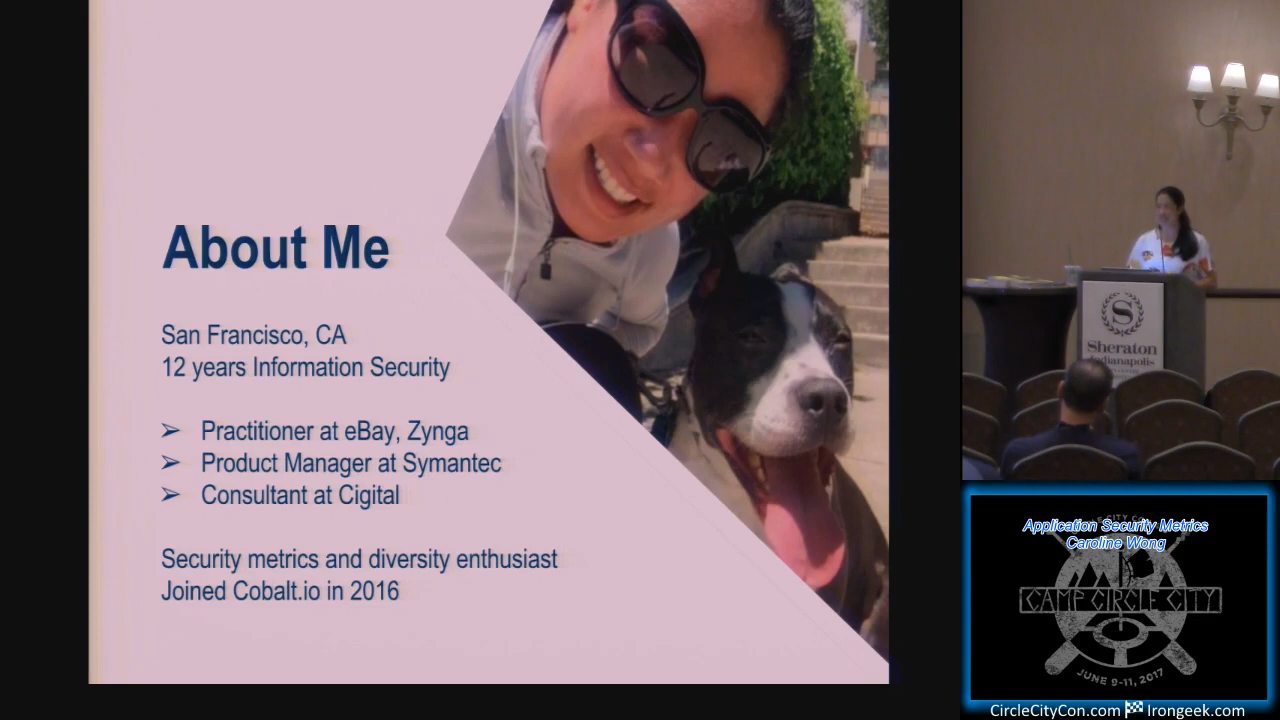 About Me
San Francisco, CA
12 years Information Security
➢ Practitioner at eBay, Zynga
➢ Product Manager at Symantec
➢ Consultant at Cigital
Security metrics and diversity enthusiast
Joined Cobalt.io in 2016
S
Sheraton
Indianapolis
Application Security Metrics
Caroline Wong
CAMP CIRCLE CITY
JUNE 9-11, 2017
CircleCityCon.com Irongeek.com